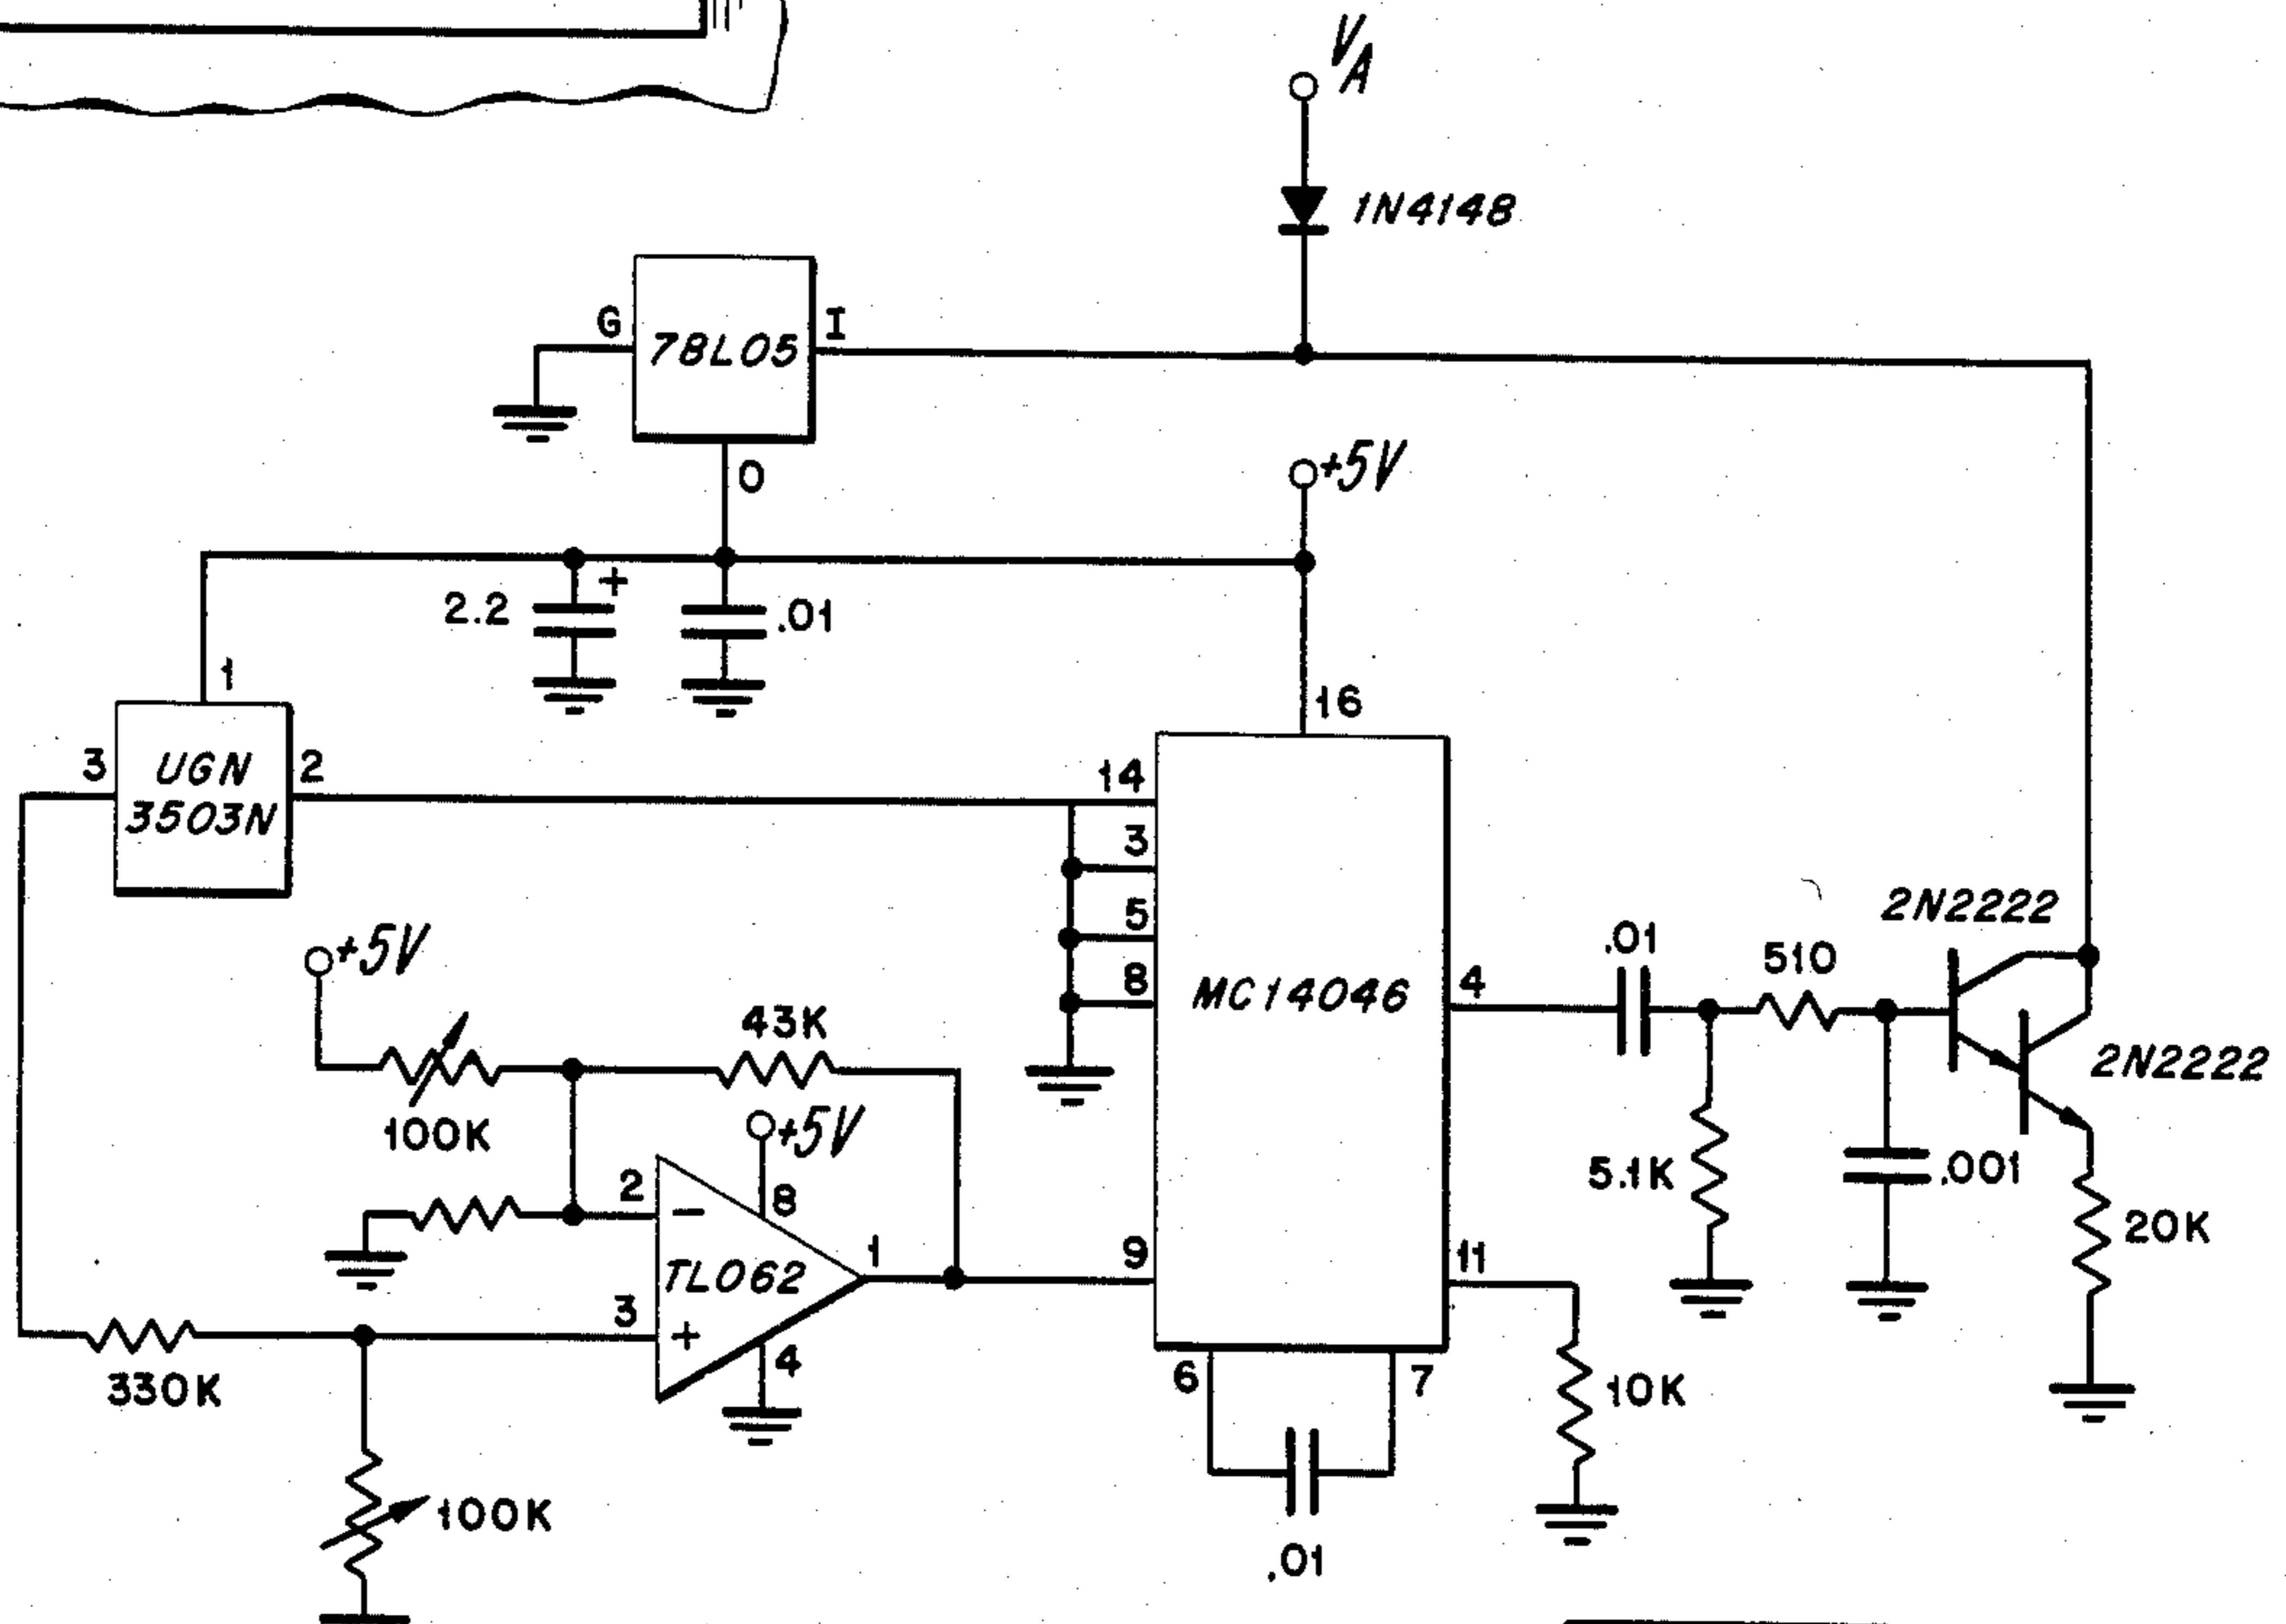 VA
1N4148
G
78L05
I
O
+5V
2.2
+
.01
1
16
3
UGN
3503N
2
14
3
5
8
MC14046
4
.01
510
2N2222
2N2222
+5V
43K
100K
+5V
2
8
−
TL062
1
9
3
+
4
330K
100K
6
7
.01
11
10K
5.1K
.001
20K